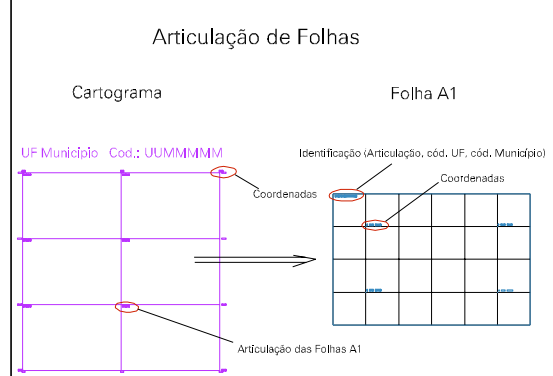 Articulação de Folhas
Cartograma
Folha A1
UF Municipio Cod.: UUMMMMM
Identificação (Articulação, cód. UF, cód. Município)
Coordenadas
Coordenadas
Articulação das Folhas A1